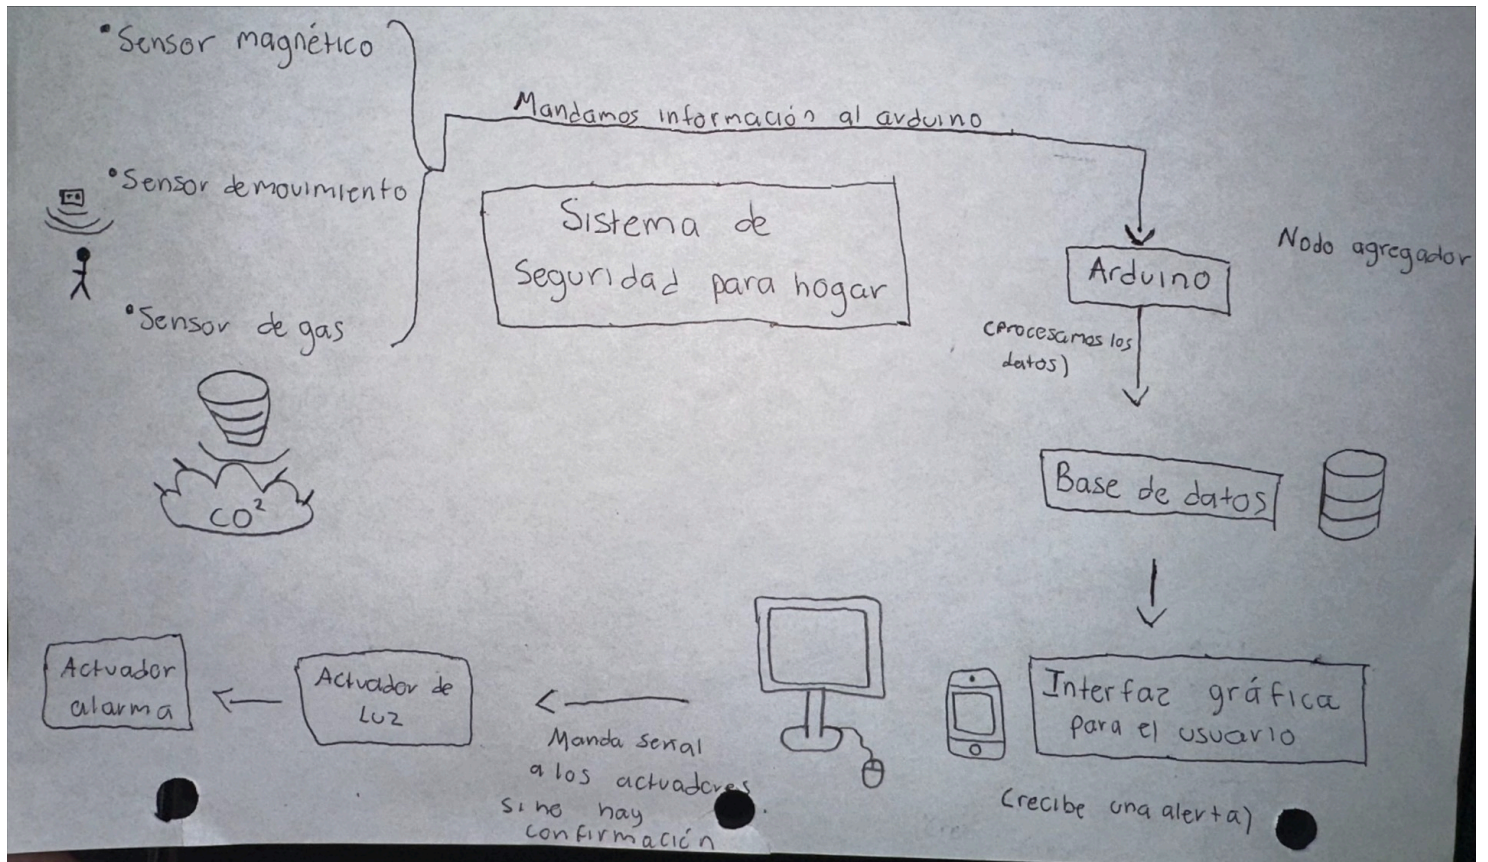 •Sensor magnético
Mandamos información al arduino
•Sensor de movimiento
Sistema de
Seguridad para hogar
Nodo agregador
Arduino
•Sensor de gas
(Procesamos los
datos)
CO²
Base de datos
Interfaz gráfica
para el usuario
(recibe una alerta)
Manda señal
a los actuadores
si no hay
confirmación
Actuador de
Luz
Actuador
alarma